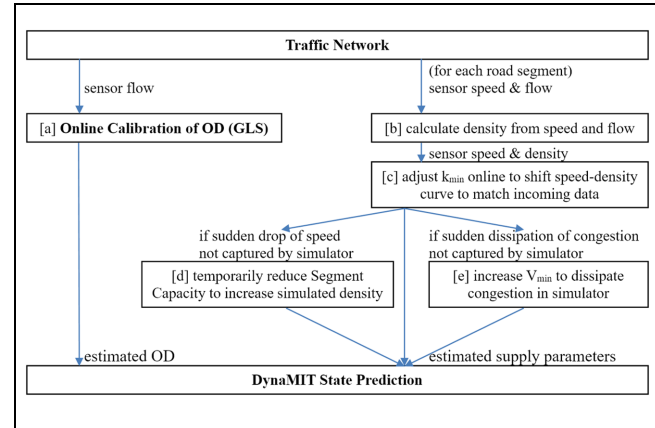 Traffic Network
sensor flow
(for each road segment)
sensor speed & flow
[a] Online Calibration of OD (GLS)
[b] calculate density from speed and flow
sensor speed & density
[c] adjust kmin online to shift speed-density
curve to match incoming data
if sudden drop of speed
not captured by simulator
if sudden dissipation of congestion
not captured by simulator
[d] temporarily reduce Segment
Capacity to increase simulated density
[e] increase Vmin to dissipate
congestion in simulator
estimated OD
estimated supply parameters
DynaMIT State Prediction